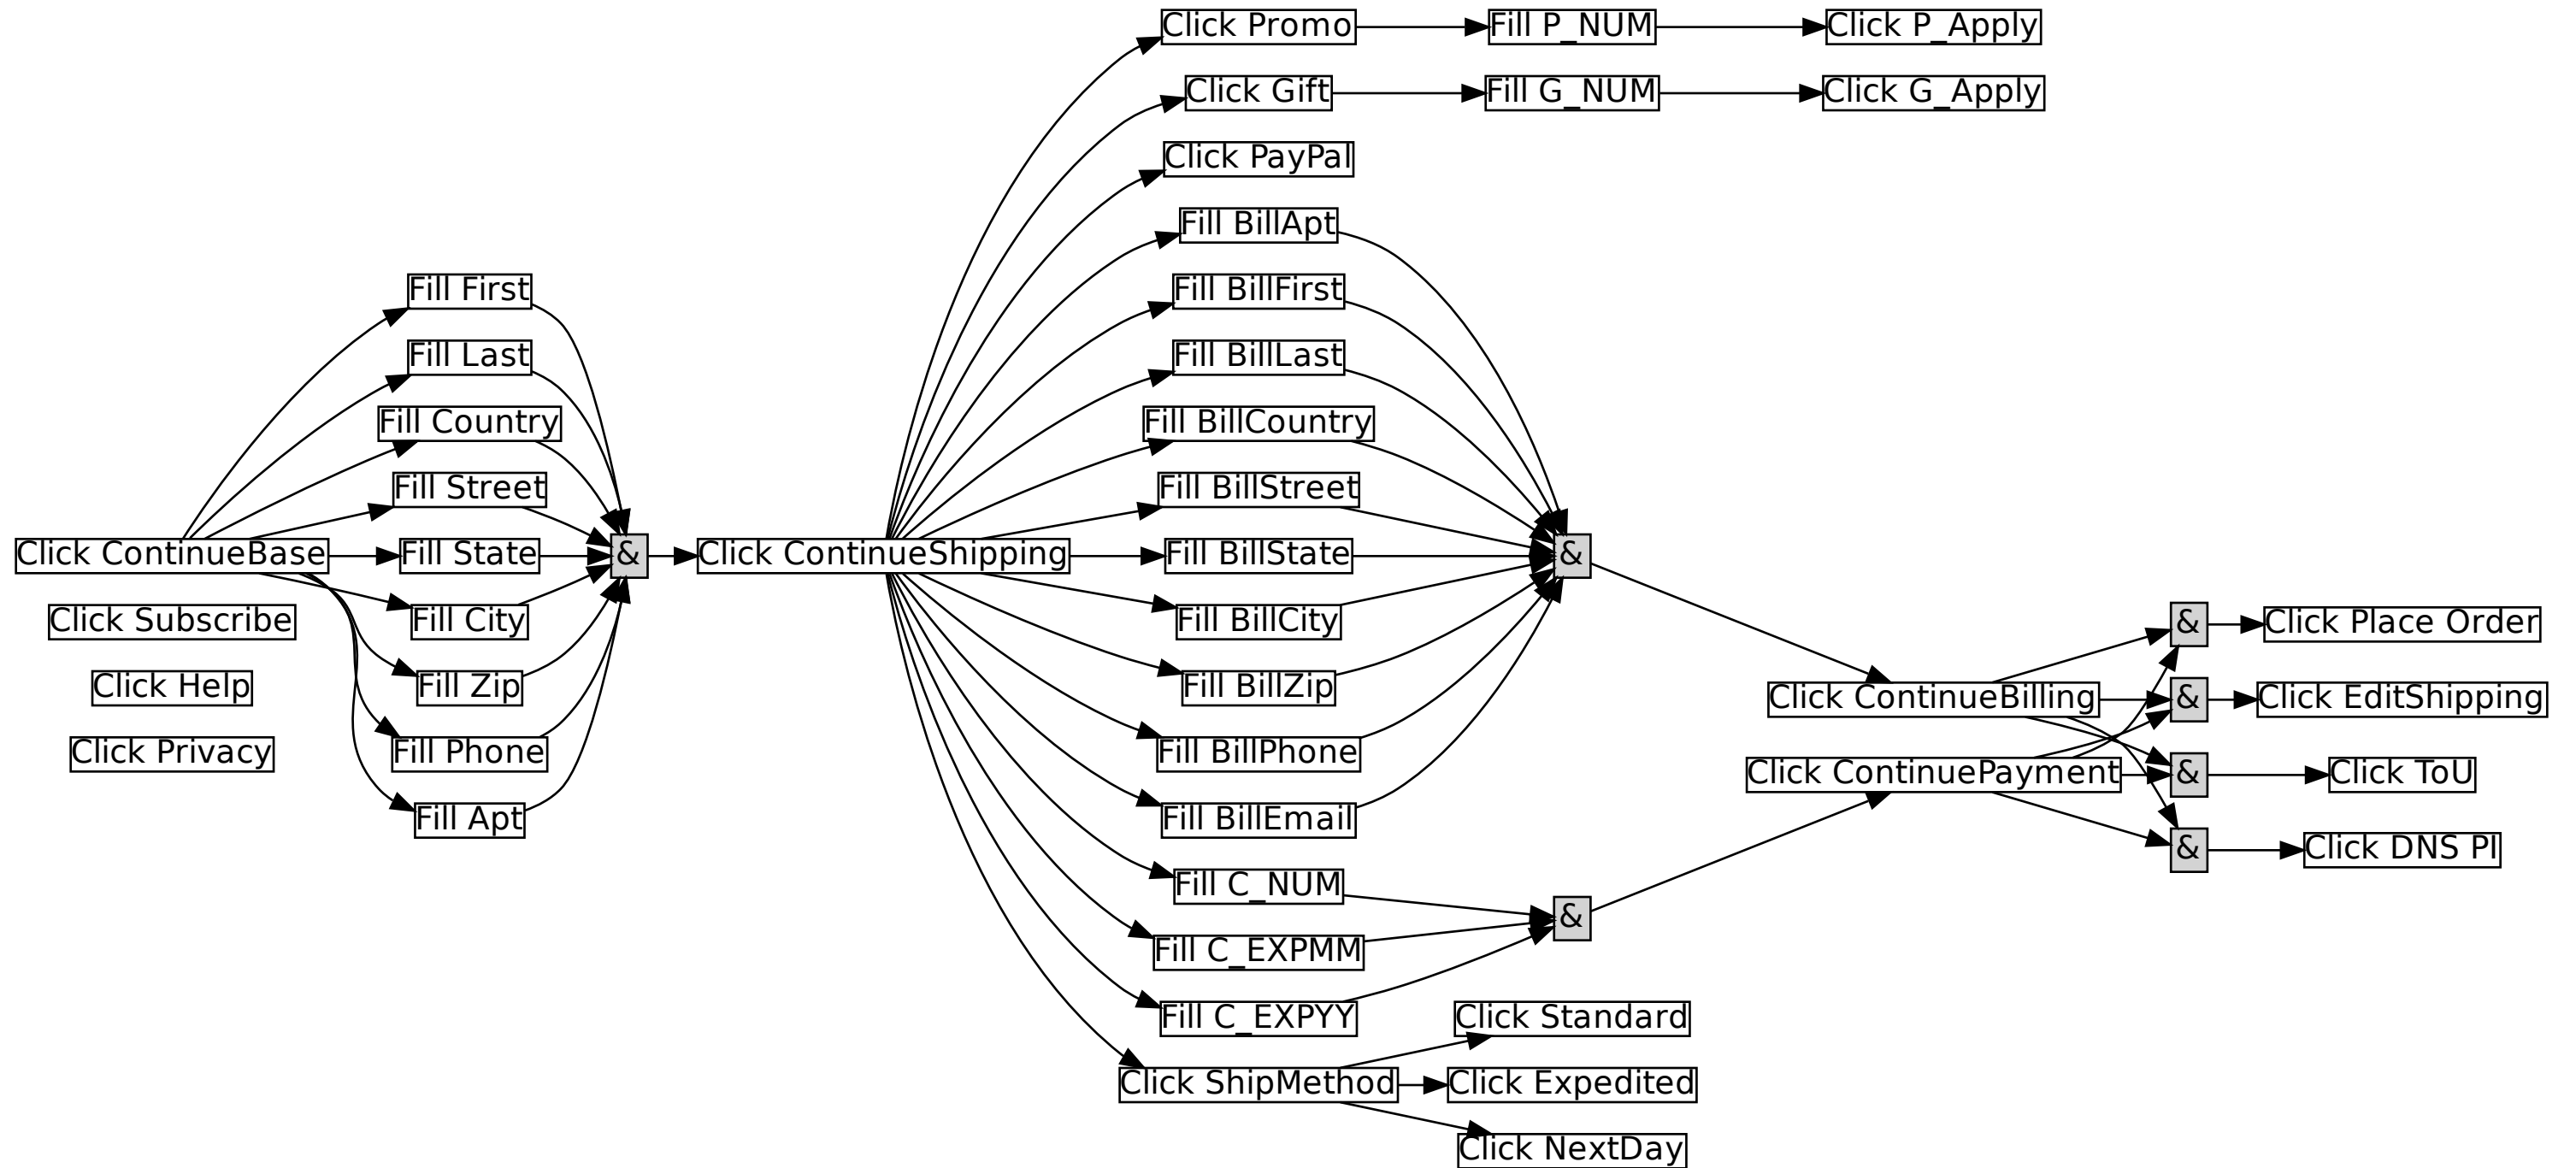 Click Promo
Fill P_NUM
Click P_Apply
Click Gift
Fill G_NUM
Click G_Apply
Click PayPal
Fill BillApt
Fill First
Fill BillFirst
Fill Last
Fill BillLast
Fill Country
Fill BillCountry
Fill Street
Fill BillStreet
Click ContinueBase
Fill State
&
Click ContinueShipping
Fill BillState
&
Click Subscribe
Fill City
Fill BillCity
&
Click Place Order
Click Help
Fill Zip
Fill BillZip
Click ContinueBilling
&
Click EditShipping
Click Privacy
Fill Phone
Fill BillPhone
Click ContinuePayment
&
Click ToU
Fill Apt
Fill BillEmail
&
Click DNS PI
Fill C_NUM
&
Fill C_EXPMM
Fill C_EXPYY
Click Standard
Click ShipMethod
Click Expedited
Click NextDay